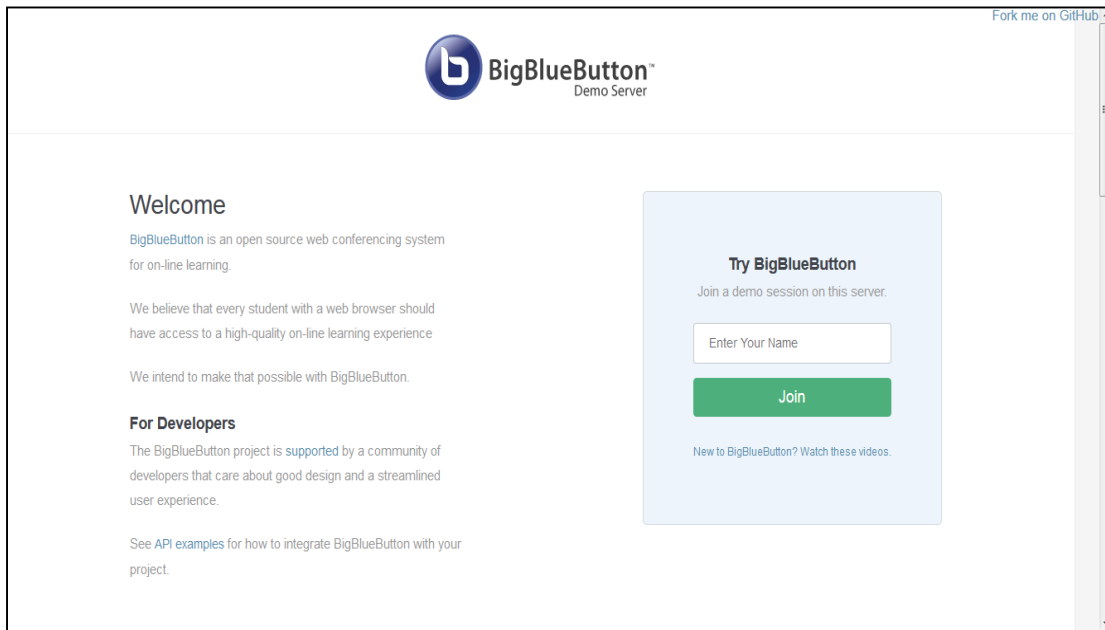 Fork me on GitHub
BigBlueButton™
Demo Server
Welcome
BigBlueButton is an open source web conferencing system
for on-line learning.
We believe that every student with a web browser should
have access to a high-quality on-line learning experience
We intend to make that possible with BigBlueButton.
For Developers
The BigBlueButton project is supported by a community of
developers that care about good design and a streamlined
user experience.
See API examples for how to integrate BigBlueButton with your
project.
Try BigBlueButton
Join a demo session on this server.
Enter Your Name
Join
New to BigBlueButton? Watch these videos.